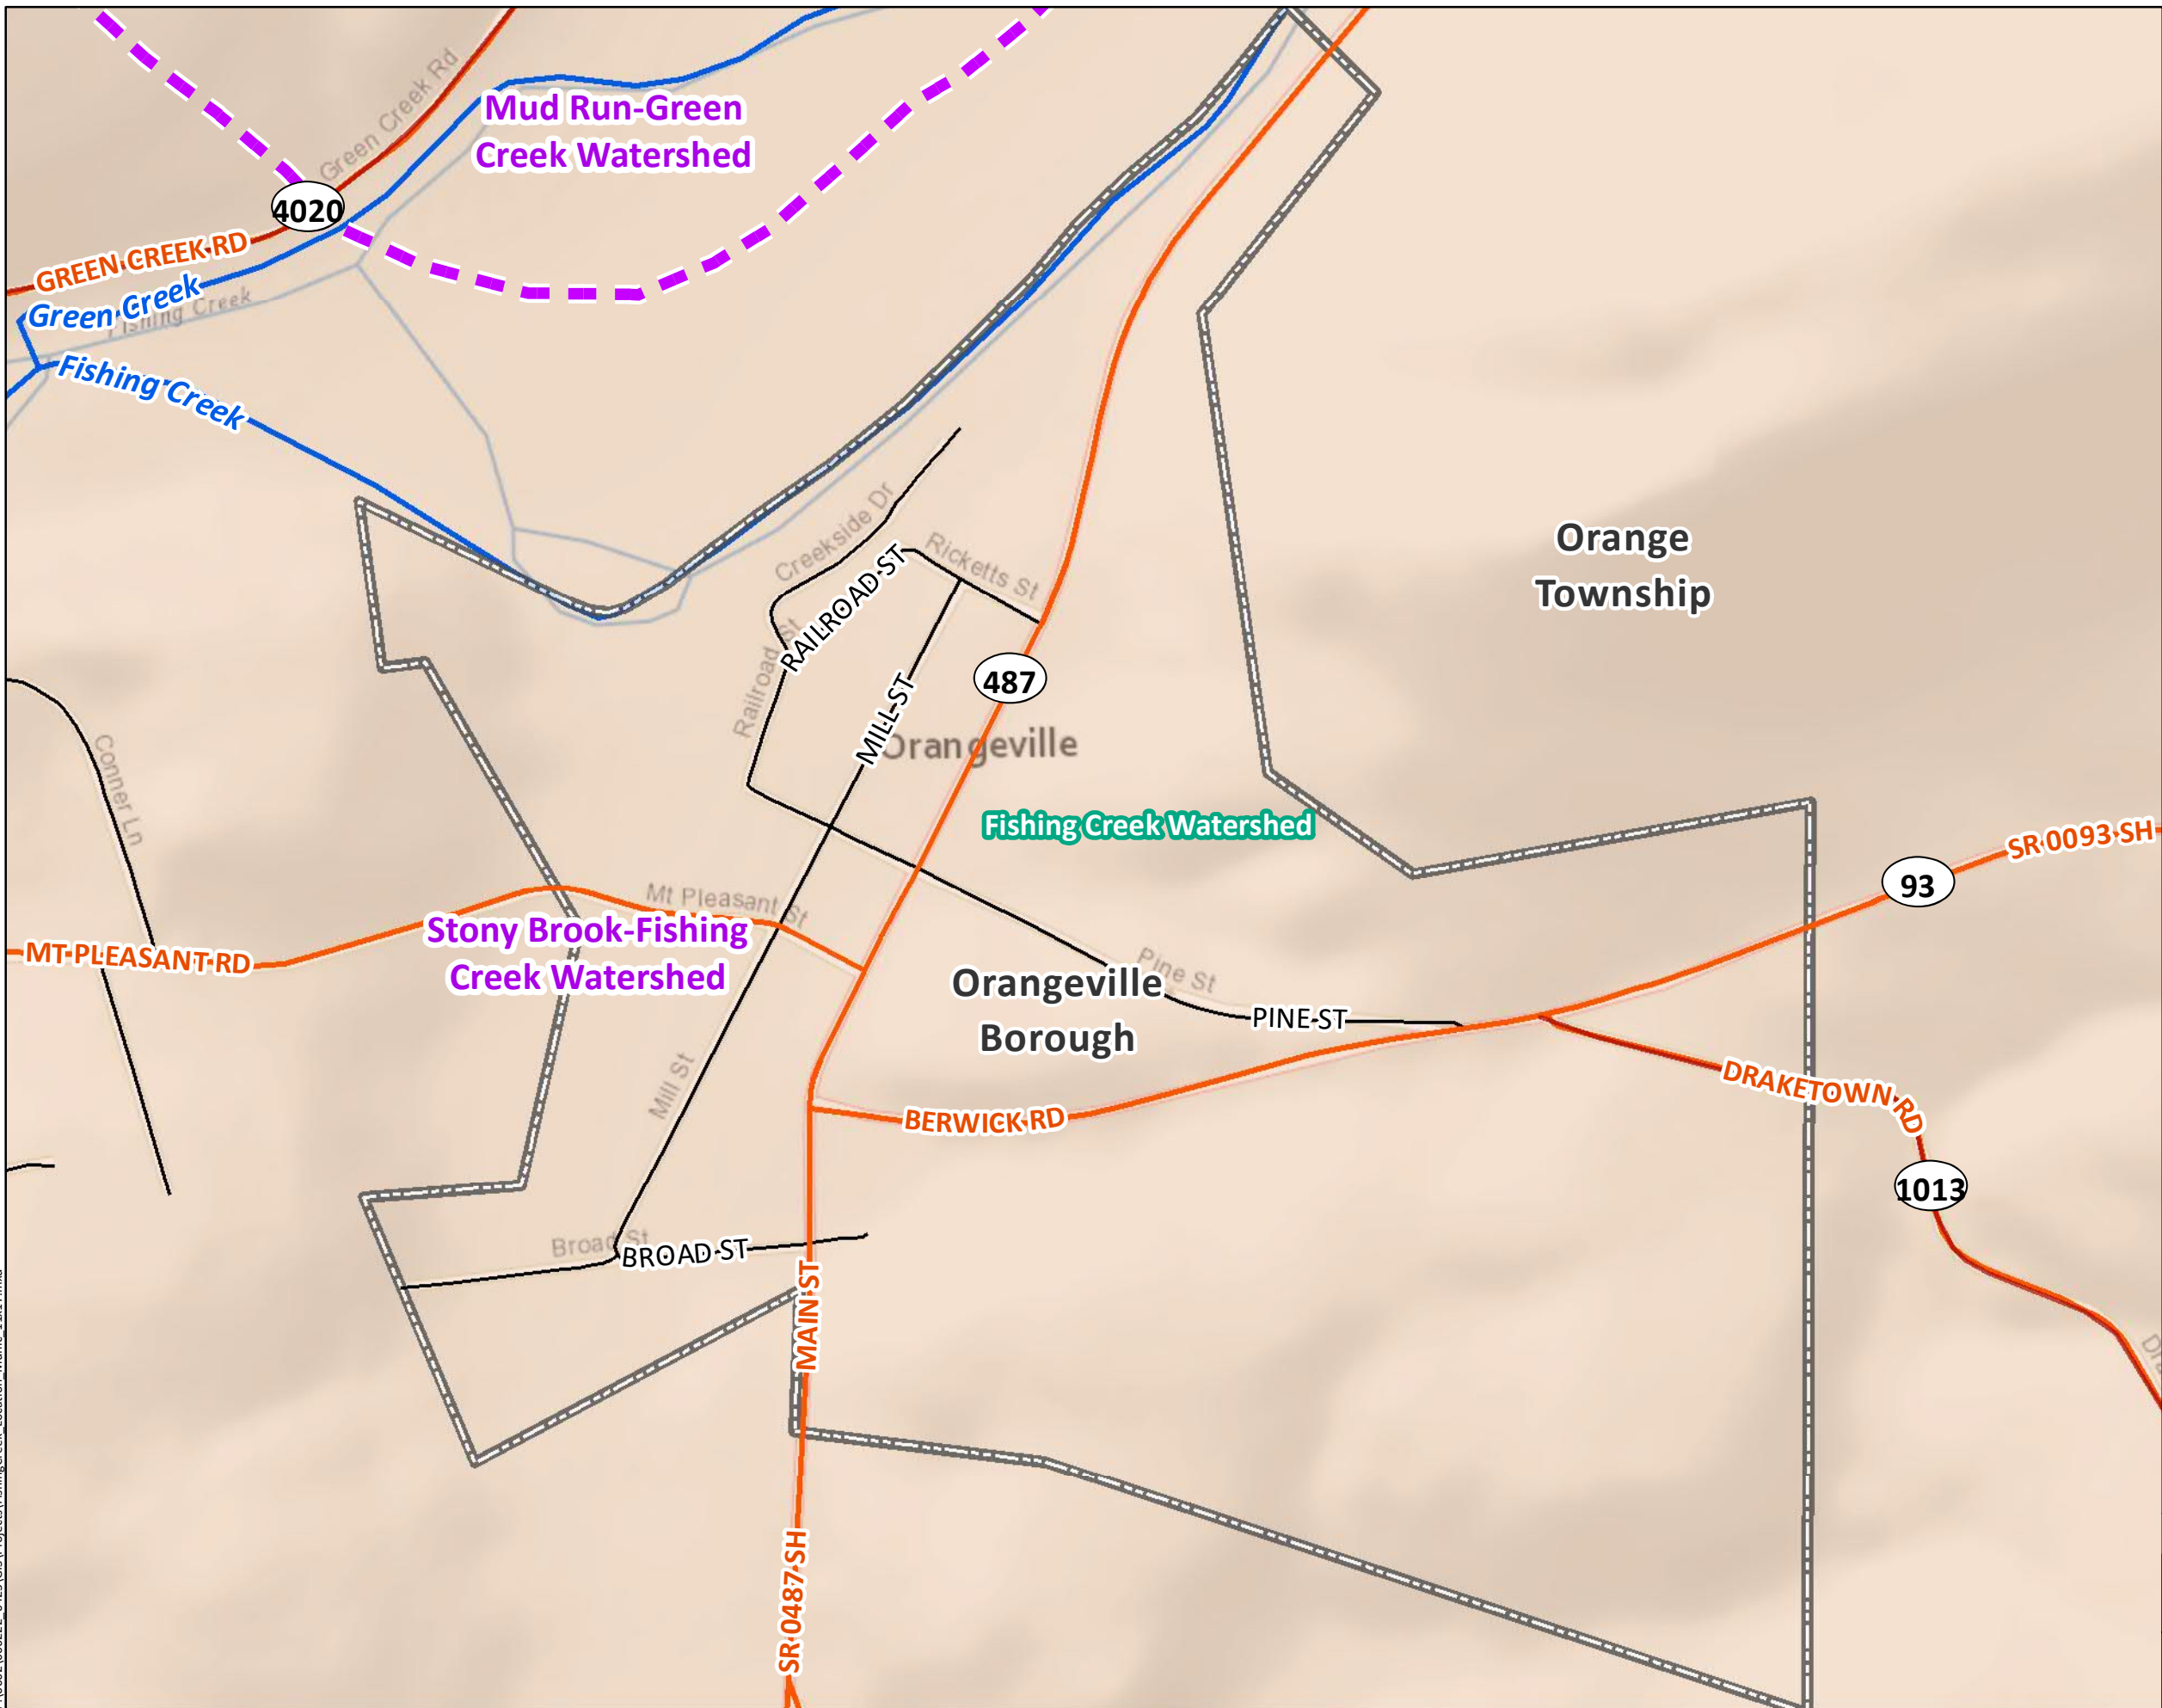 Green Creek Rd
Mud Run-Green
Creek Watershed
4020
GREEN CREEK RD
Green Creek
Fishing Creek
Fishing Creek
Creekside Dr
Ricketts St
RAILROAD ST
Railroad St
MILL ST
487
Orange
Township
Orangeville
Conner Ln
Fishing Creek Watershed
SR 0093 SH
93
Mt Pleasant St
Stony Brook-Fishing
Creek Watershed
MT PLEASANT RD
Orangeville
Borough
Pine St
PINE ST
Mill St
BERWICK RD
DRAKETOWN RD
1013
Broad St
BROAD ST
MAIN ST
SR 0487 SH